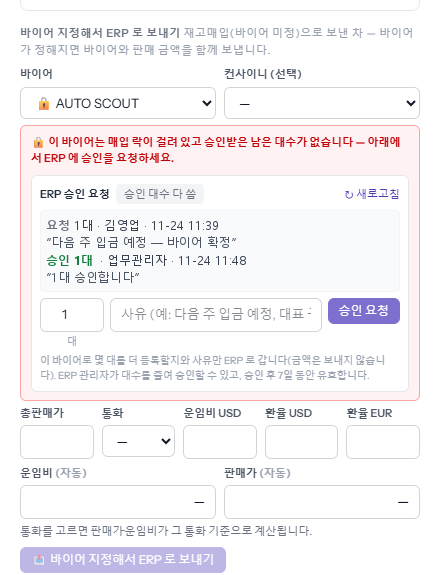 바이어 지정해서 ERP 로 보내기 재고매입(바이어 미정)으로 보낸 차 — 바이어
가 정해지면 바이어와 판매 금액을 함께 보냅니다.
바이어 컨사이니 (선택)
🔒 AUTO SCOUT —
🔒 이 바이어는 매입 락이 걸려 있고 승인받은 남은 대수가 없습니다 — 아래에
서 ERP 에 승인을 요청하세요.
ERP 승인 요청 승인 대수 다 씀 ↻ 새로고침
요청 1대 · 김영업 · 11-24 11:39
“다음 주 입금 예정 — 바이어 확정”
승인 1대 · 업무관리자 · 11-24 11:48
“1대 승인합니다”
1 사유 (예: 다음 주 입금 예정, 대표 승인 요청
대
이 바이어로 몇 대를 더 등록할지와 사유만 ERP 로 갑니다(금액은 보내지 않습니
다). ERP 관리자가 대수를 줄여 승인할 수 있고, 승인 후 7일 동안 유효합니다.
총판매가 통화 운임비 USD 환율 USD 환율 EUR
—
운임비 (자동) 판매가 (자동)
— —
통화를 고르면 판매가·운임비가 그 통화 기준으로 계산됩니다.
📩 바이어 지정해서 ERP 로 보내기